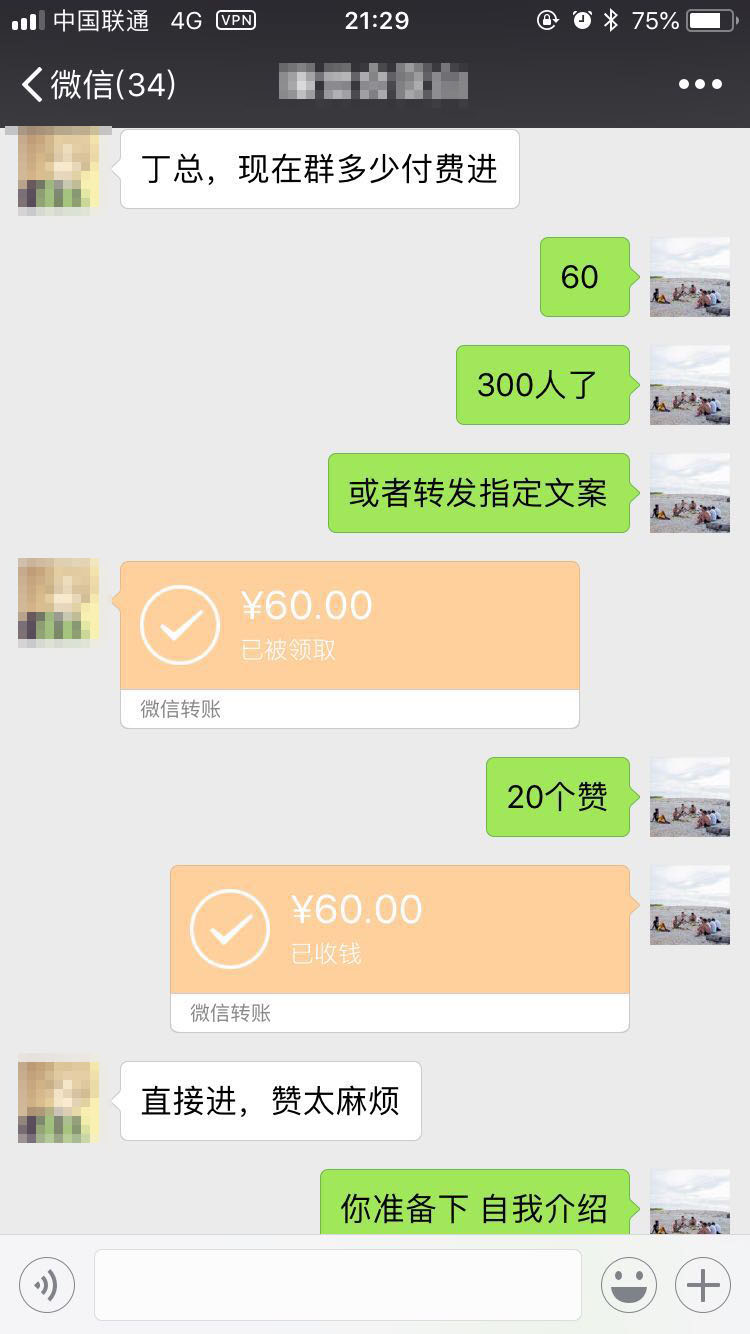 中国联通 4G VPN 21:29 75%
微信(34)
丁总，现在群多少付费进
60
300人了
或者转发指定文案
¥60.00
已被领取
微信转账
20个赞
¥60.00
已收钱
微信转账
直接进，赞太麻烦
你准备下 自我介绍